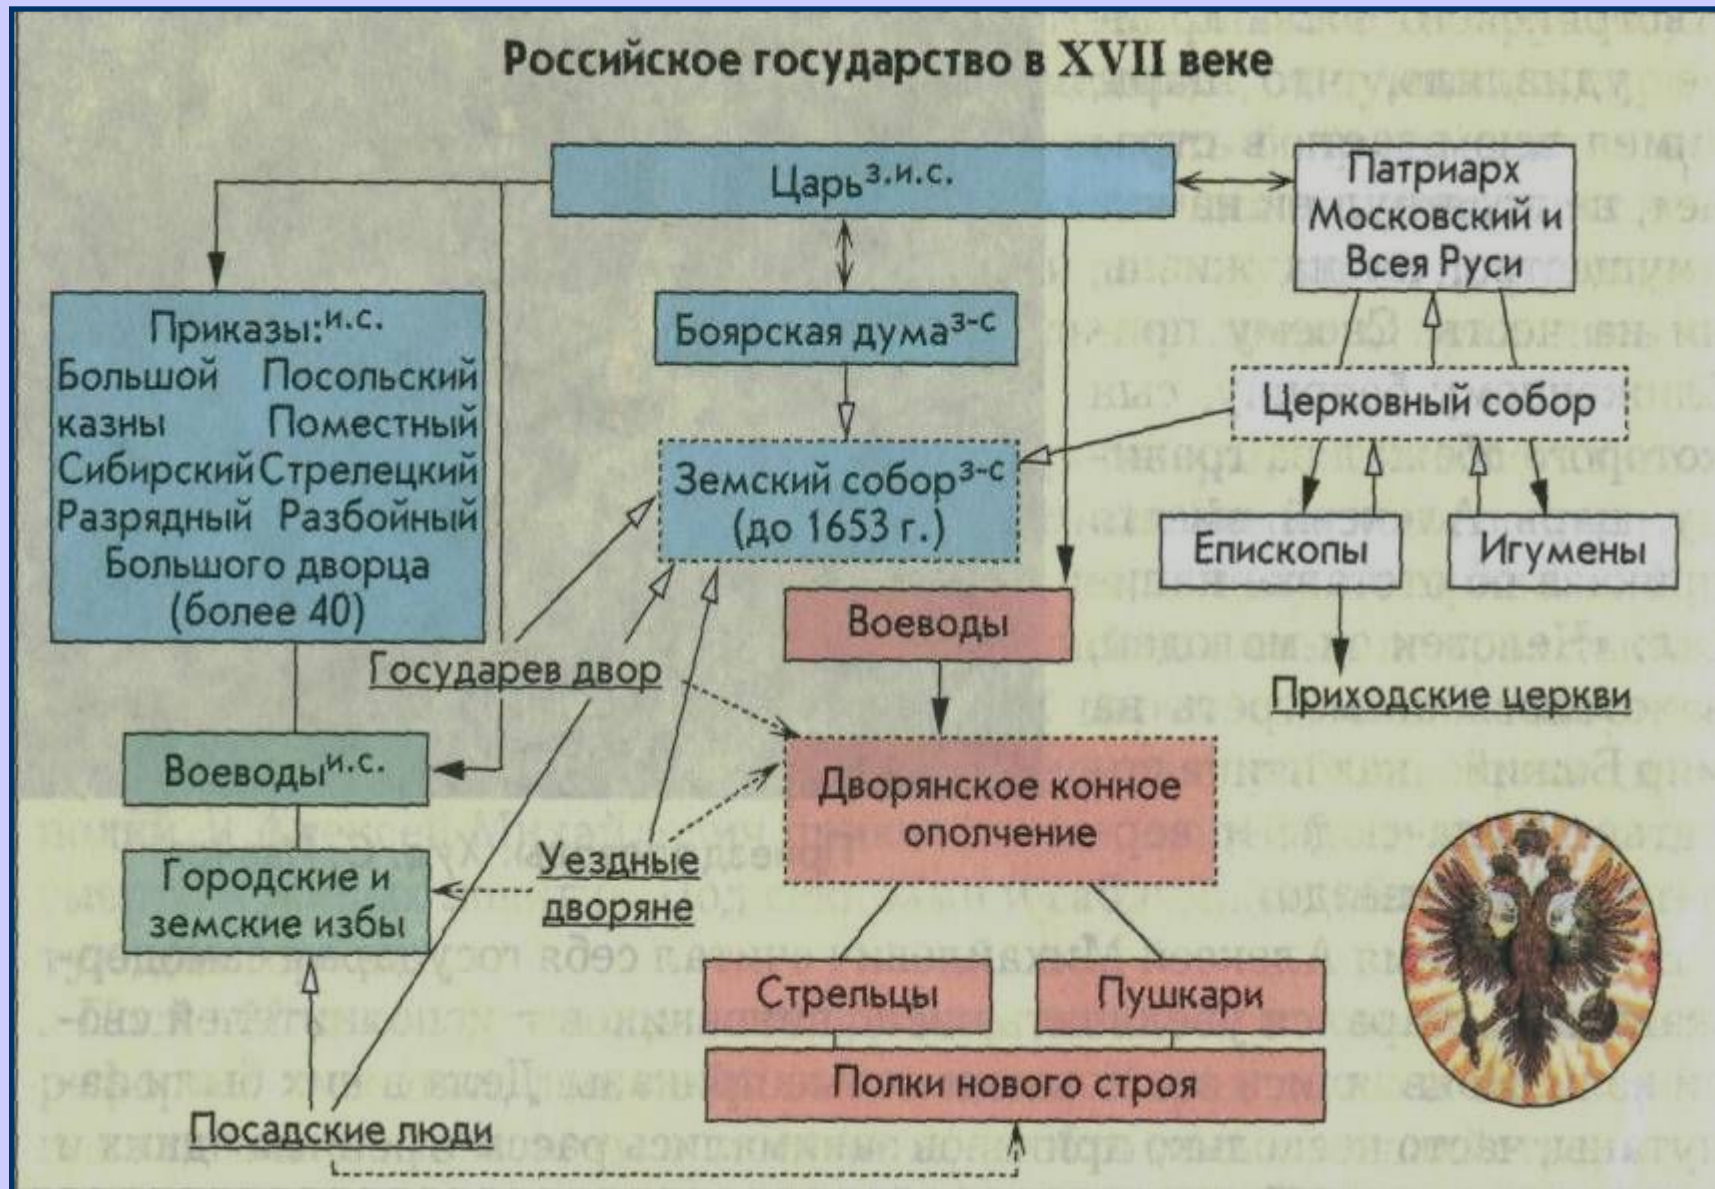 Российское государство в XVII веке
Царь з.и.с.
Патриарх
Московский и
Всея Руси
Приказы: и.с.
Большой Посольский
казны Поместный
Сибирский Стрелецкий
Разрядный Разбойный
Большого дворца
(более 40)
Боярская дума з-с
Церковный собор
Земский собор з-с
(до 1653 г.)
Епископы
Игумены
Воеводы
Государев двор
Приходские церкви
Воеводы и.с.
Дворянское конное
ополчение
Городские и
земские избы
Уездные
дворяне
Стрельцы
Пушкари
Полки нового строя
Посадские люди